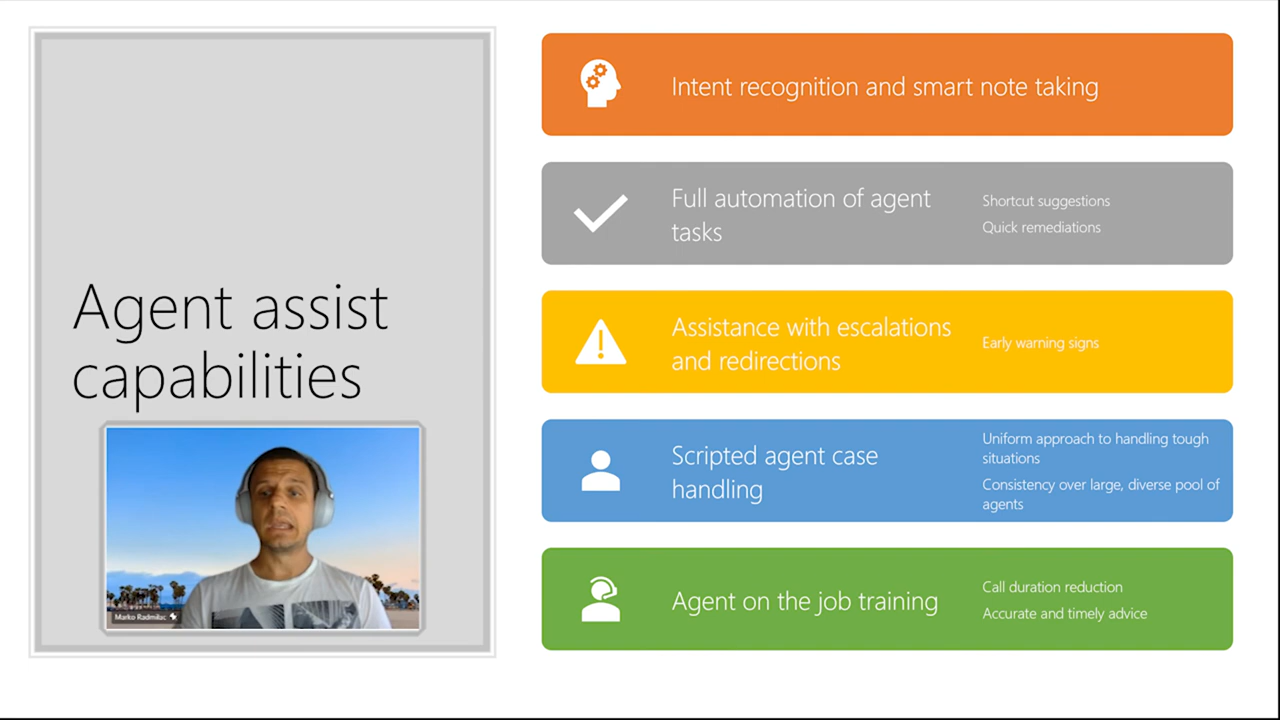 Agent assist
capabilities
Marko Radmilac
Intent recognition and smart note taking
Full automation of agent
tasks
Shortcut suggestions
Quick remediations
Assistance with escalations
and redirections
Early warning signs
Scripted agent case
handling
Uniform approach to handling tough
situations
Consistency over large, diverse pool of
agents
Agent on the job training
Call duration reduction
Accurate and timely advice